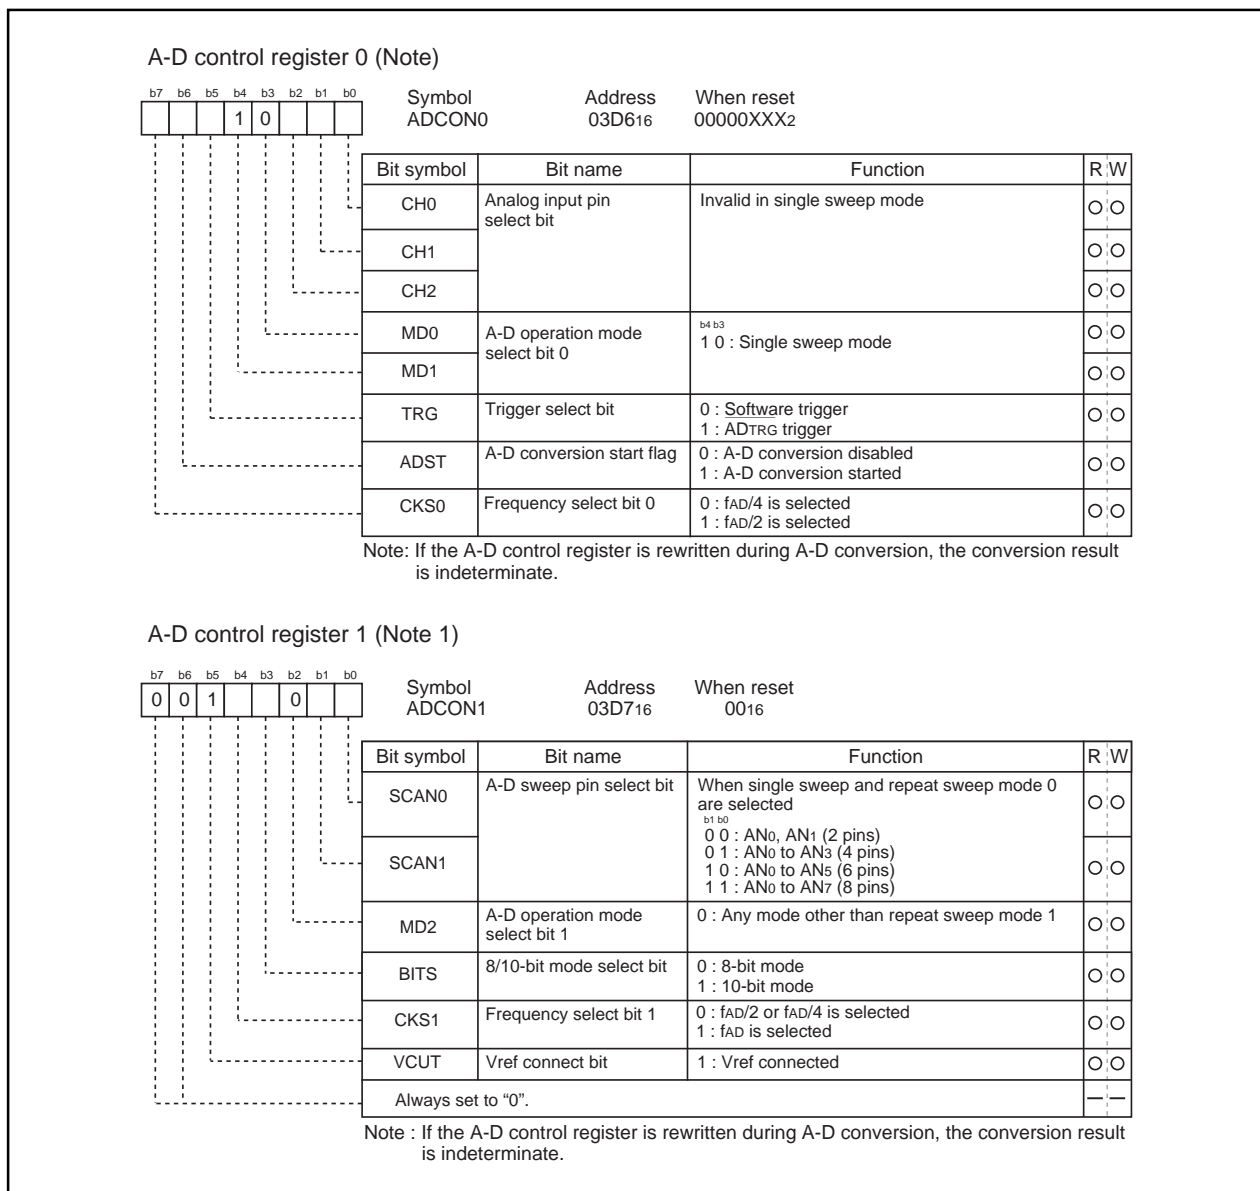 A-D control register 0 (Note)
b7 b6 b5 b4 b3 b2 b1 b0
1 0
Symbol Address When reset
ADCON0 03D616 00000XXX2
Bit symbol Bit name Function R W
CH0 Analog input pin select bit Invalid in single sweep mode
CH1
CH2
MD0 A-D operation mode select bit 0
b4 b3
1 0 : Single sweep mode
MD1
TRG Trigger select bit 0 : Software trigger
1 : ADTRG trigger
ADST A-D conversion start flag 0 : A-D conversion disabled
1 : A-D conversion started
CKS0 Frequency select bit 0 0 : fAD/4 is selected
1 : fAD/2 is selected
Note: If the A-D control register is rewritten during A-D conversion, the conversion result
is indeterminate.
A-D control register 1 (Note 1)
b7 b6 b5 b4 b3 b2 b1 b0
0 0 1 0
Symbol Address When reset
ADCON1 03D716 0016
Bit symbol Bit name Function R W
SCAN0 A-D sweep pin select bit When single sweep and repeat sweep mode 0
are selected
b1 b0
0 0 : AN0, AN1 (2 pins)
0 1 : AN0 to AN3 (4 pins)
SCAN1
1 0 : AN0 to AN5 (6 pins)
1 1 : AN0 to AN7 (8 pins)
MD2 A-D operation mode select bit 1 0 : Any mode other than repeat sweep mode 1
BITS 8/10-bit mode select bit 0 : 8-bit mode
1 : 10-bit mode
CKS1 Frequency select bit 1 0 : fAD/2 or fAD/4 is selected
1 : fAD is selected
VCUT Vref connect bit 1 : Vref connected
Always set to “0”.
Note : If the A-D control register is rewritten during A-D conversion, the conversion result
is indeterminate.